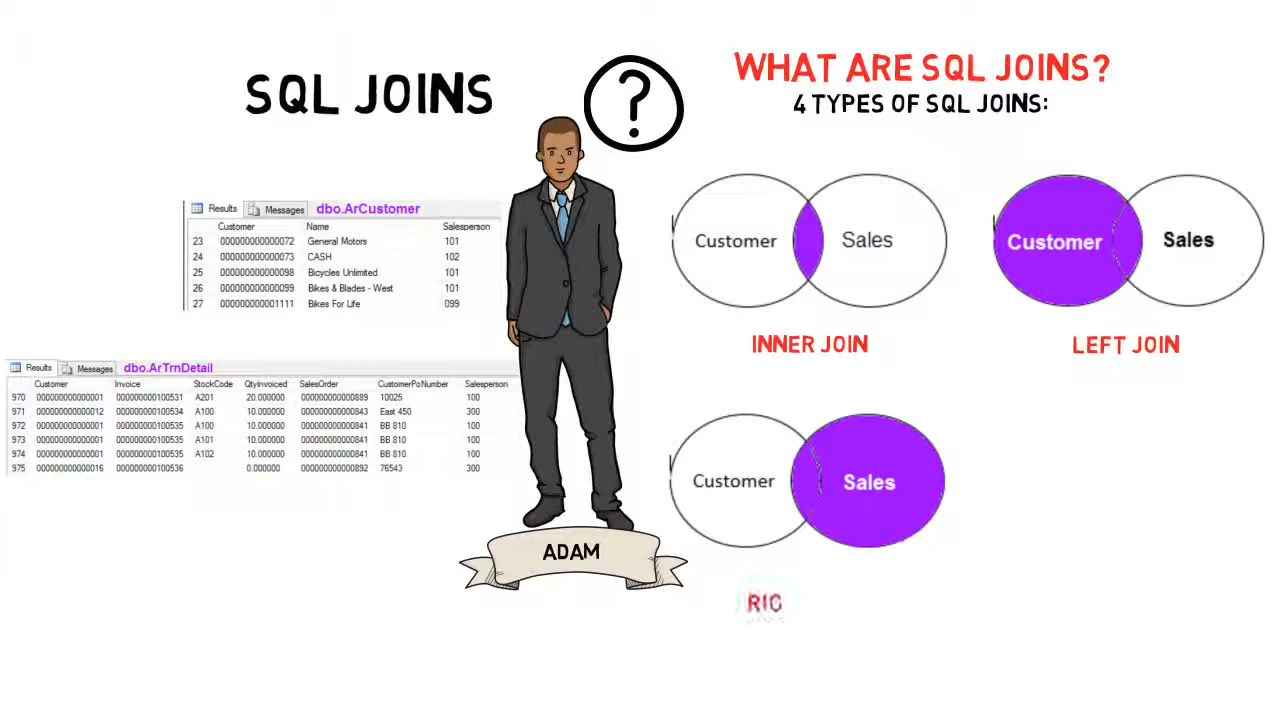 SQL JOINS
?
WHAT ARE SQL JOINS?
4 TYPES OF SQL JOINS:
Results Messages dbo.ArCustomer
Customer Name Salesperson
23 000000000000072 General Motors 101
24 000000000000073 CASH 102
25 000000000000098 Bicycles Unlimited 101
26 000000000000099 Bikes & Blades - West 101
27 000000000001111 Bikes For Life 099
Results Messages dbo.ArTrnDetail
Customer Invoice StockCode QtyInvoiced SalesOrder CustomerPoNumber Salesperson
970 000000000000001 000000000100531 A201 20.000000 000000000000889 10025 100
971 000000000000012 000000000100534 A100 10.000000 000000000000843 East 450 300
972 000000000000001 000000000100535 A100 10.000000 000000000000841 BB 810 100
973 000000000000001 000000000100535 A101 10.000000 000000000000841 BB 810 100
974 000000000000001 000000000100535 A102 10.000000 000000000000841 BB 810 100
975 000000000000016 000000000100536 0.000000 000000000000892 76543 300
ADAM
Customer Sales
INNER JOIN
Customer Sales
LEFT JOIN
Customer Sales
RIG